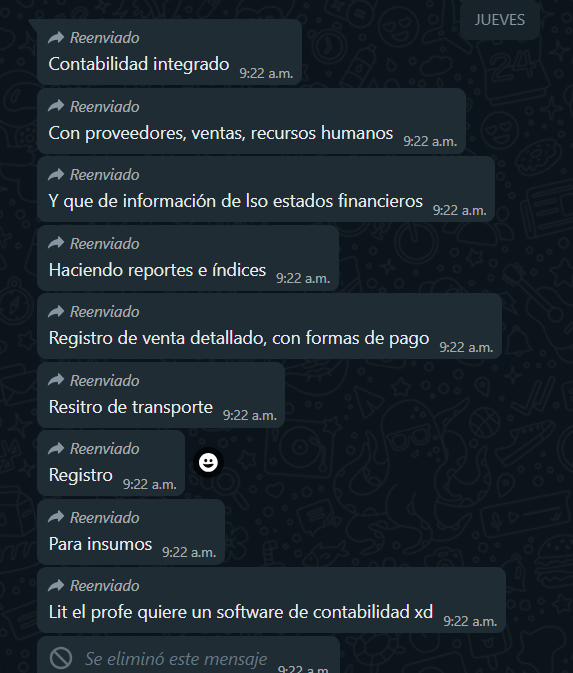 JUEVES
Reenviado
Contabilidad integrado 9:22 a.m.
Reenviado
Con proveedores, ventas, recursos humanos 9:22 a.m.
Reenviado
Y que de información de lso estados financieros 9:22 a.m.
Reenviado
Haciendo reportes e índices 9:22 a.m.
Reenviado
Registro de venta detallado, con formas de pago 9:22 a.m.
Reenviado
Resitro de transporte 9:22 a.m.
Reenviado
Registro 9:22 a.m.
Reenviado
Para insumos 9:22 a.m.
Reenviado
Lit el profe quiere un software de contabilidad xd 9:22 a.m.
Se eliminó este mensaje 9:22 a.m.